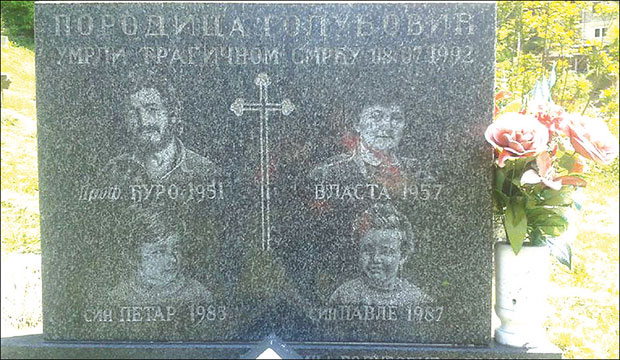 ПОРОДИЦА ГОЛУБОВИЋ
УМРЛИ ТРАГИЧНОМ СМРЋУ 08.07.1992
Проф. ЂУРО 1951
ВЛАСТА 1957
СИН ПЕТАР 1983
СИН ПАВЛЕ 1987